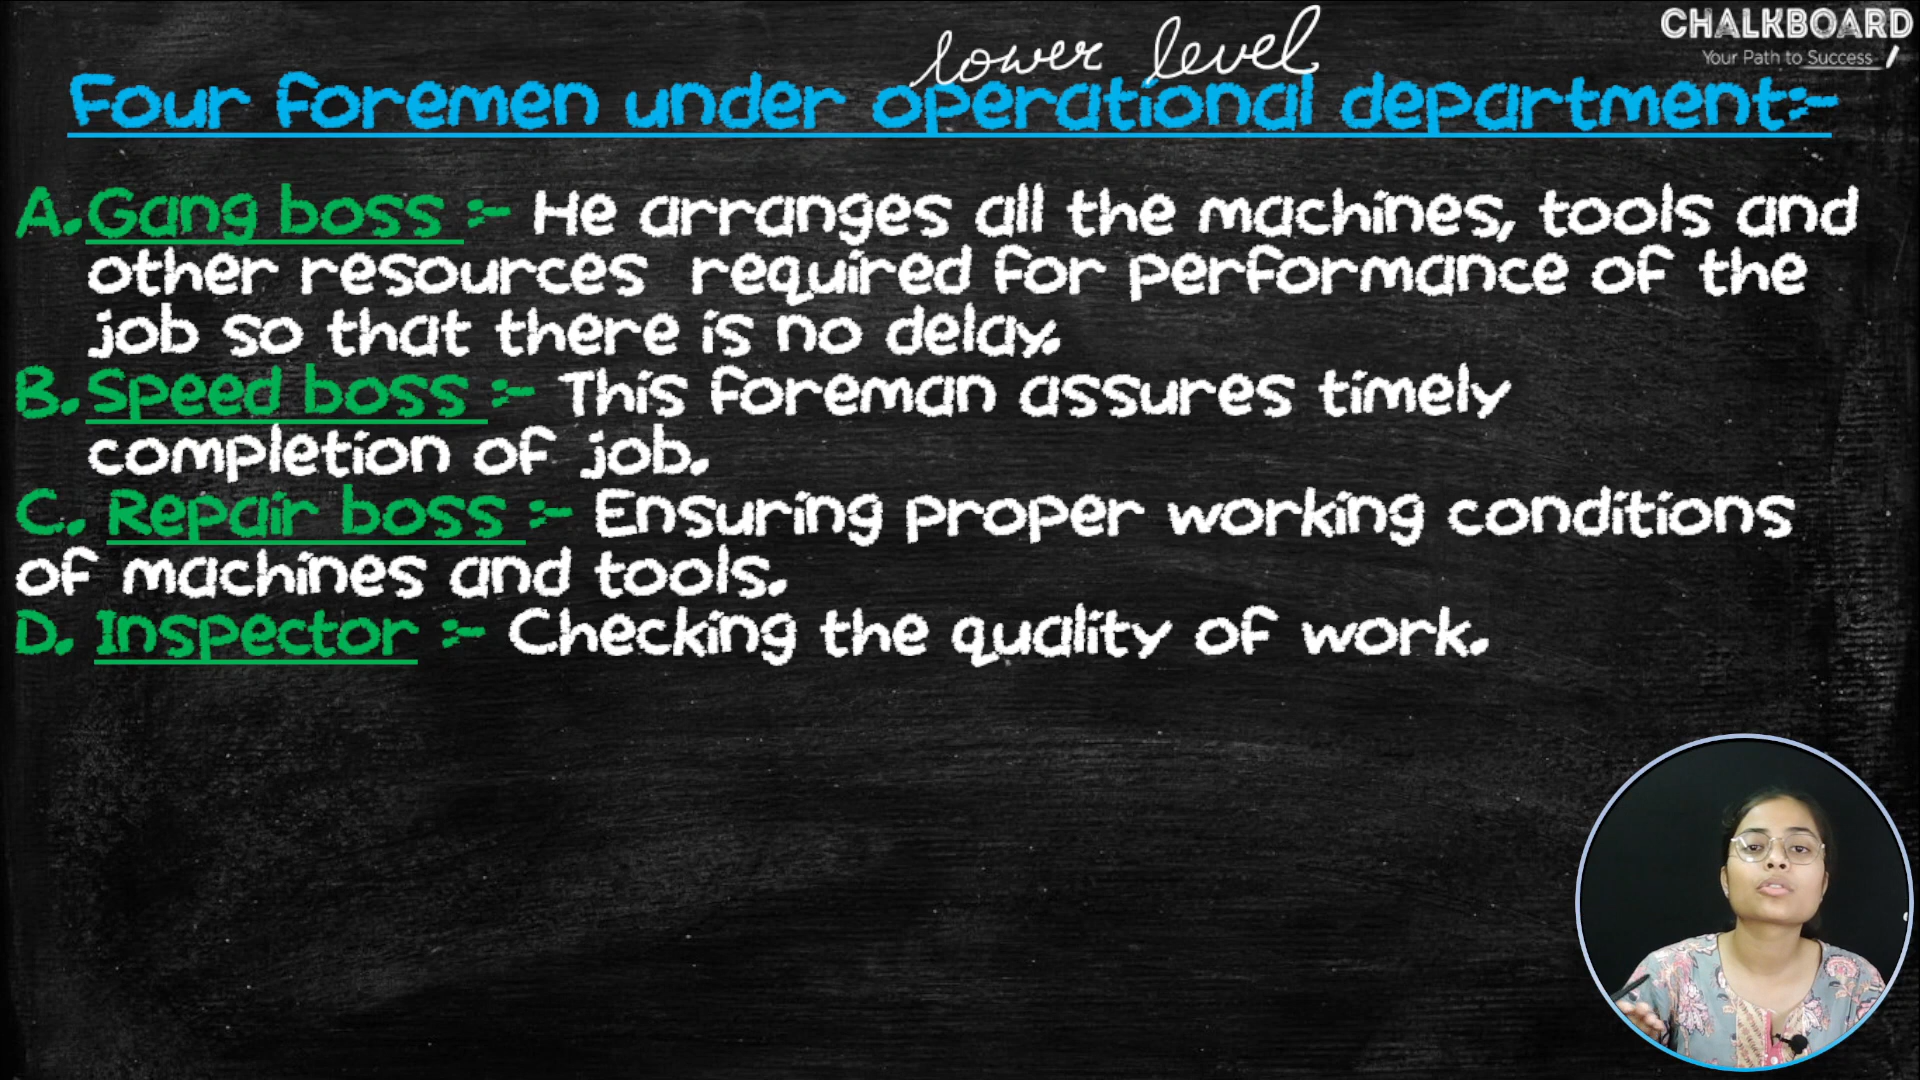 CHALKBOARD
Your Path to Success
lower level
Four foremen under operational department:-
A. Gang boss :- He arranges all the machines, tools and
other resources required for performance of the
job so that there is no delay.
B. Speed boss :- This foreman assures timely
completion of job.
C. Repair boss :- Ensuring proper working conditions
of machines and tools.
D. Inspector :- Checking the quality of work.